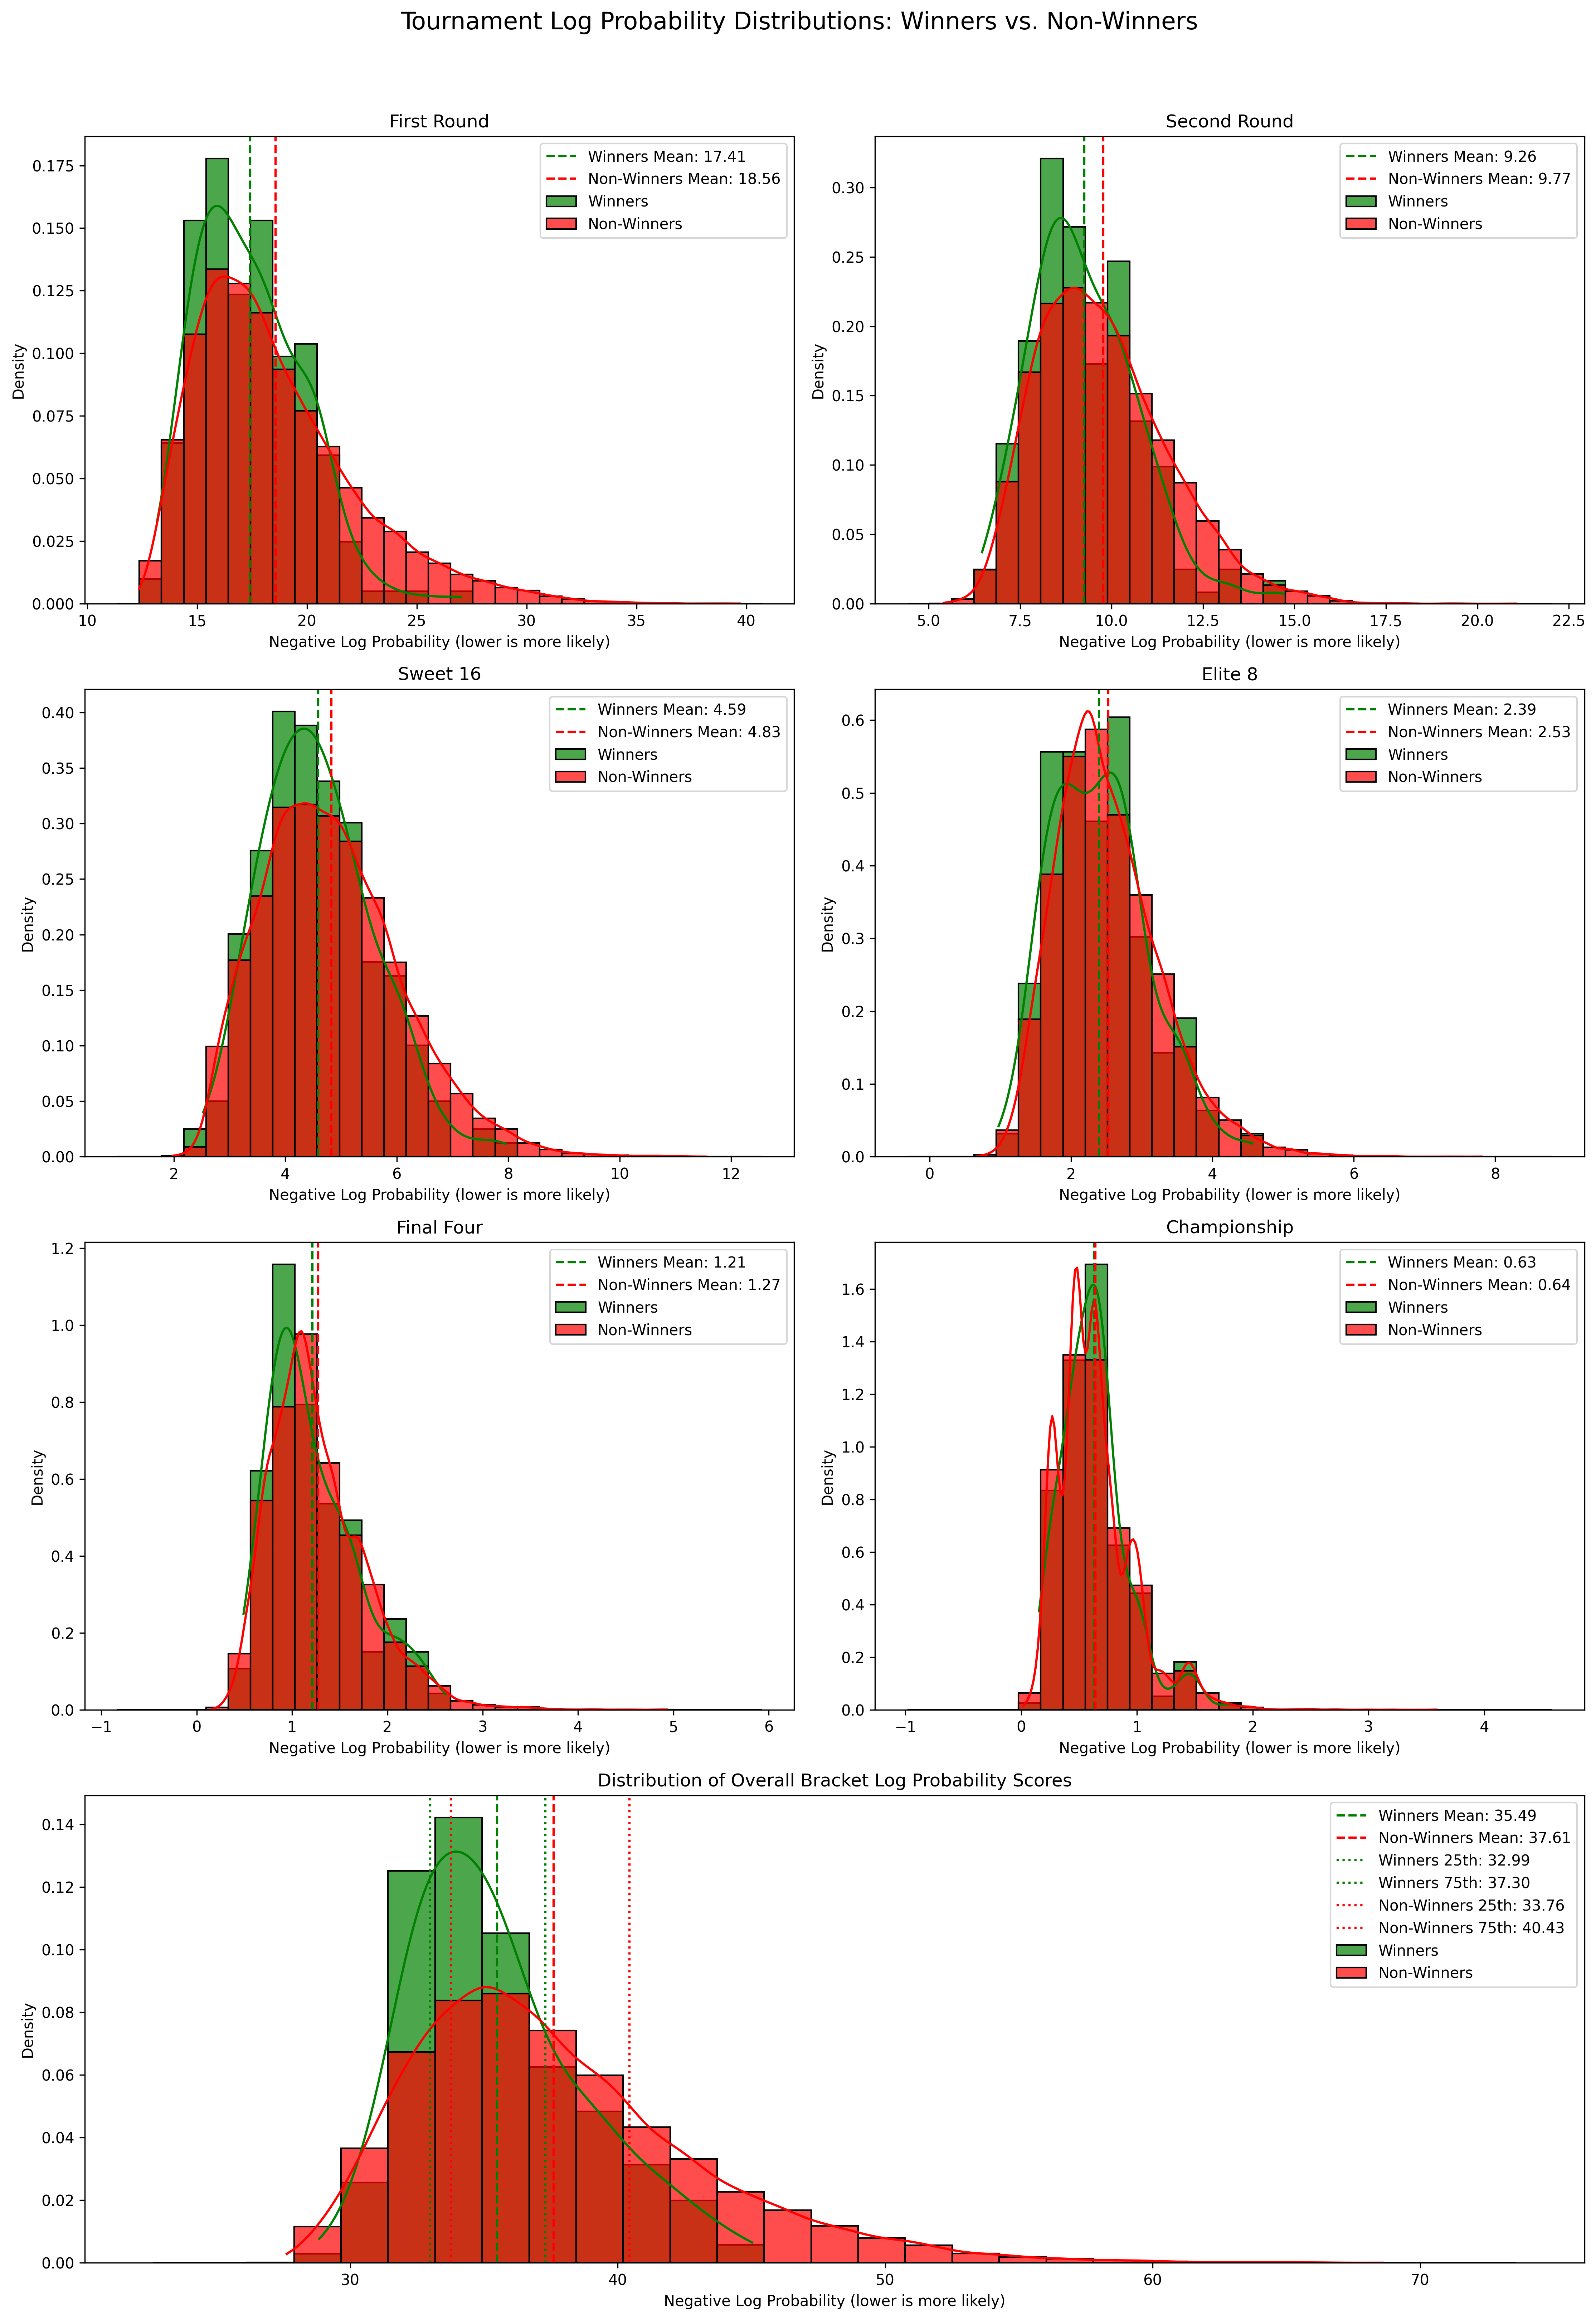 Tournament Log Probability Distributions: Winners vs. Non-Winners
First Round
Winners Mean: 17.41
Non-Winners Mean: 18.56
Winners
Non-Winners
Density
0.175
0.150
0.125
0.100
0.075
0.050
0.025
0.000
10 15 20 25 30 35 40
Negative Log Probability (lower is more likely)
Second Round
Winners Mean: 9.26
Non-Winners Mean: 9.77
Winners
Non-Winners
Density
0.30
0.25
0.20
0.15
0.10
0.05
0.00
5.0 7.5 10.0 12.5 15.0 17.5 20.0 22.5
Negative Log Probability (lower is more likely)
Sweet 16
Winners Mean: 4.59
Non-Winners Mean: 4.83
Winners
Non-Winners
Density
0.40
0.35
0.30
0.25
0.20
0.15
0.10
0.05
0.00
2 4 6 8 10 12
Negative Log Probability (lower is more likely)
Elite 8
Winners Mean: 2.39
Non-Winners Mean: 2.53
Winners
Non-Winners
Density
0.6
0.5
0.4
0.3
0.2
0.1
0.0
0 2 4 6 8
Negative Log Probability (lower is more likely)
Final Four
Winners Mean: 1.21
Non-Winners Mean: 1.27
Winners
Non-Winners
Density
1.2
1.0
0.8
0.6
0.4
0.2
0.0
−1 0 1 2 3 4 5 6
Negative Log Probability (lower is more likely)
Championship
Winners Mean: 0.63
Non-Winners Mean: 0.64
Winners
Non-Winners
Density
1.6
1.4
1.2
1.0
0.8
0.6
0.4
0.2
0.0
−1 0 1 2 3 4
Negative Log Probability (lower is more likely)
Distribution of Overall Bracket Log Probability Scores
Winners Mean: 35.49
Non-Winners Mean: 37.61
Winners 25th: 32.99
Winners 75th: 37.30
Non-Winners 25th: 33.76
Non-Winners 75th: 40.43
Winners
Non-Winners
Density
0.14
0.12
0.10
0.08
0.06
0.04
0.02
0.00
30 40 50 60 70
Negative Log Probability (lower is more likely)